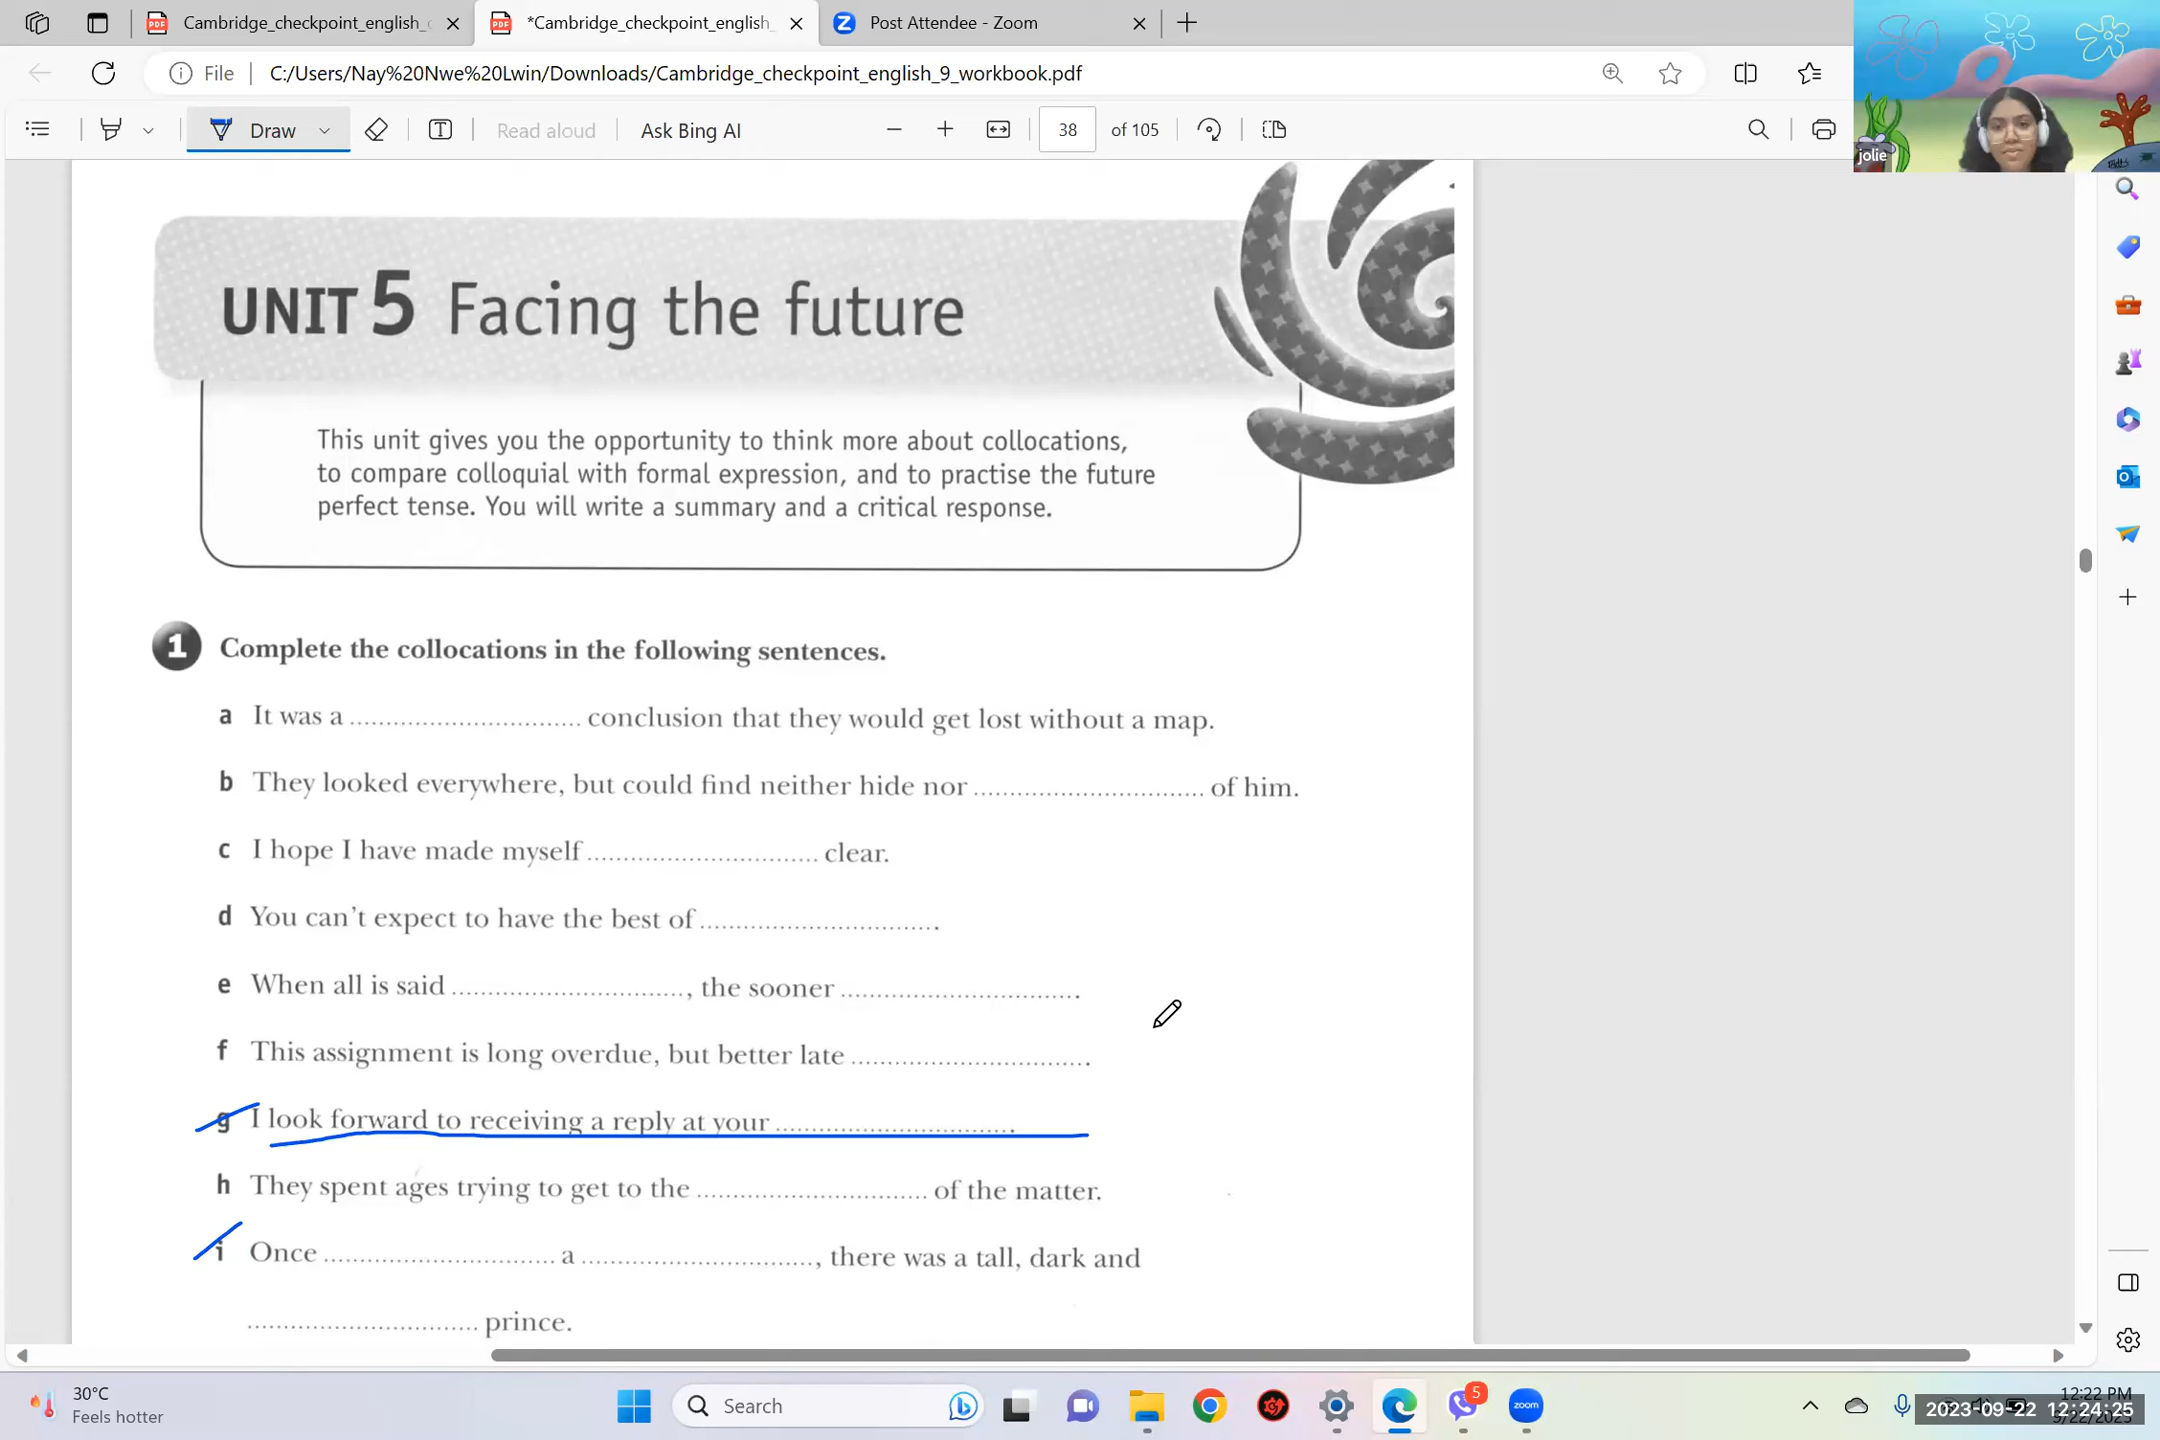 Cambridge_checkpoint_english_
*Cambridge_checkpoint_english_
Post Attendee - Zoom
File
C:/Users/Nay%20Nwe%20Lwin/Downloads/Cambridge_checkpoint_english_9_workbook.pdf
Draw
Read aloud
Ask Bing AI
38
of 105
jolie
UNIT 5 Facing the future
This unit gives you the opportunity to think more about collocations,
to compare colloquial with formal expression, and to practise the future
perfect tense. You will write a summary and a critical response.
1 Complete the collocations in the following sentences.
a It was a ................................ conclusion that they would get lost without a map.
b They looked everywhere, but could find neither hide nor ................................ of him.
c I hope I have made myself ................................ clear.
d You can't expect to have the best of ................................ .
e When all is said ................................ , the sooner ................................ .
f This assignment is long overdue, but better late ................................ .
g I look forward to receiving a reply at your ................................ .
h They spent ages trying to get to the ................................ of the matter.
i Once ................................ a ................................ , there was a tall, dark and
................................ prince.
30°C
Feels hotter
Search
5
zoom
12:22 PM
2023-09-22 12:24:25